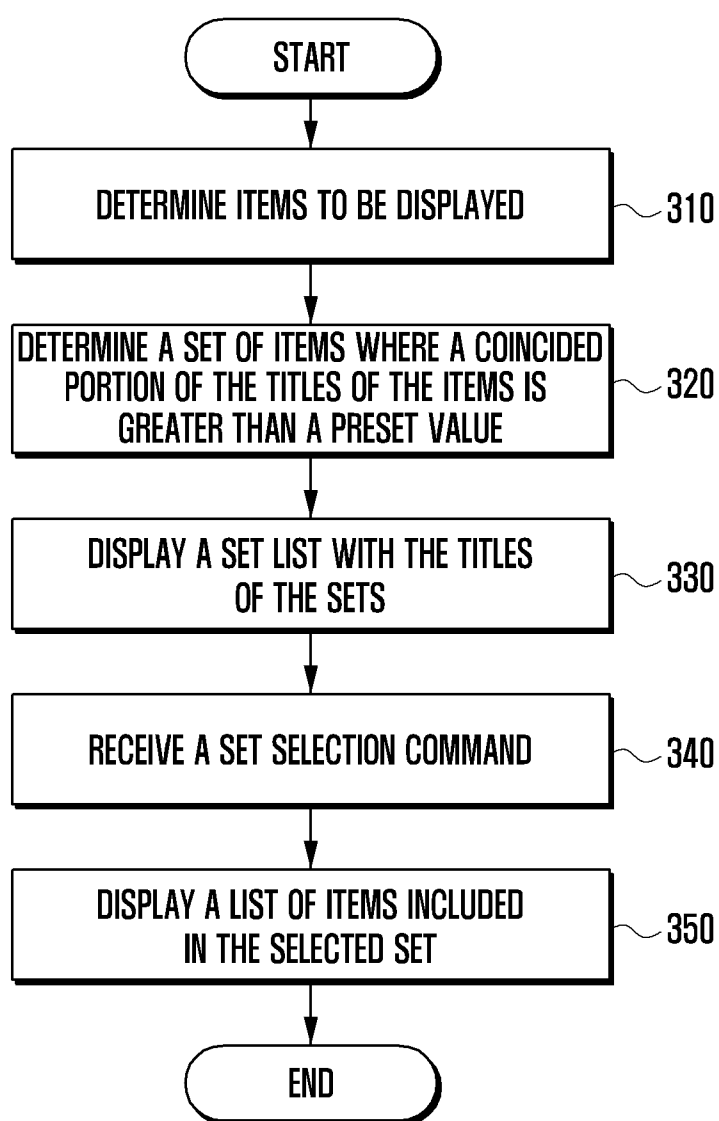 START
DETERMINE ITEMS TO BE DISPLAYED
310
DETERMINE A SET OF ITEMS WHERE A COINCIDED
PORTION OF THE TITLES OF THE ITEMS IS
GREATER THAN A PRESET VALUE
320
DISPLAY A SET LIST WITH THE TITLES
OF THE SETS
330
RECEIVE A SET SELECTION COMMAND
340
DISPLAY A LIST OF ITEMS INCLUDED
IN THE SELECTED SET
350
END